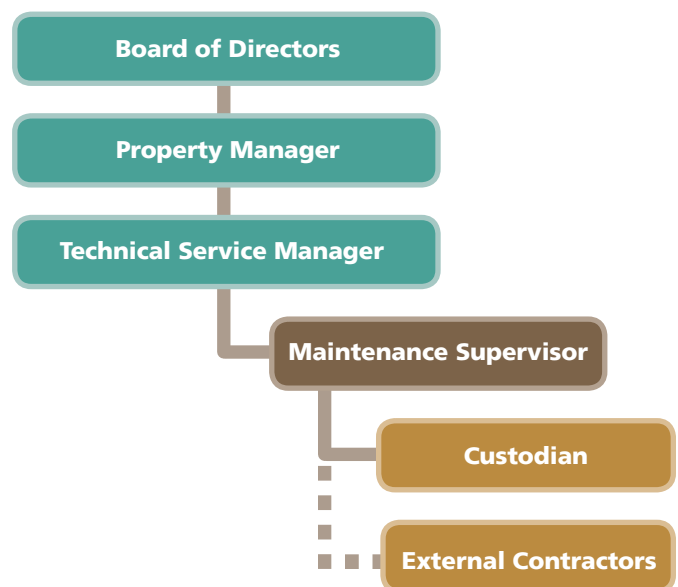 Board of Directors
Property Manager
Technical Service Manager
Maintenance Supervisor
Custodian
External Contractors